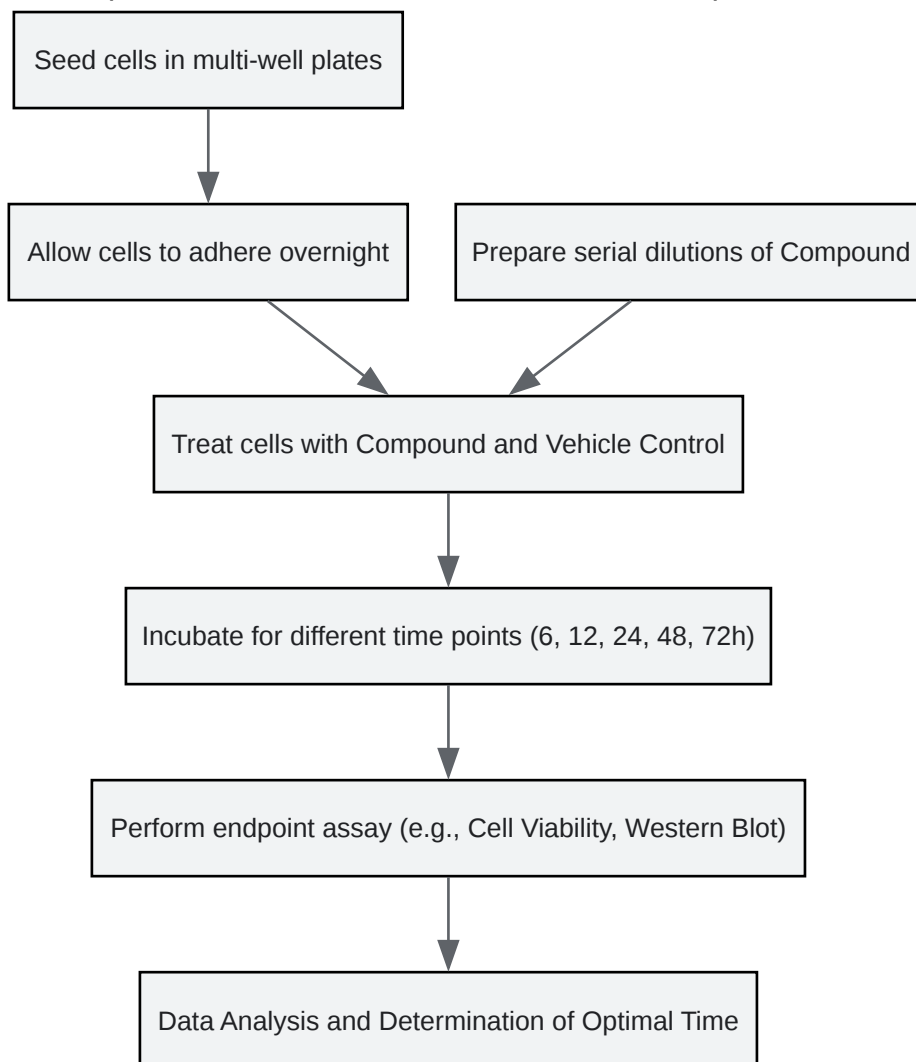 Seed cells in multi-well plates
Allow cells to adhere overnight
Prepare serial dilutions of Compound
Treat cells with Compound and Vehicle Control
Incubate for different time points (6, 12, 24, 48, 72h)
Perform endpoint assay (e.g., Cell Viability, Western Blot)
Data Analysis and Determination of Optimal Time